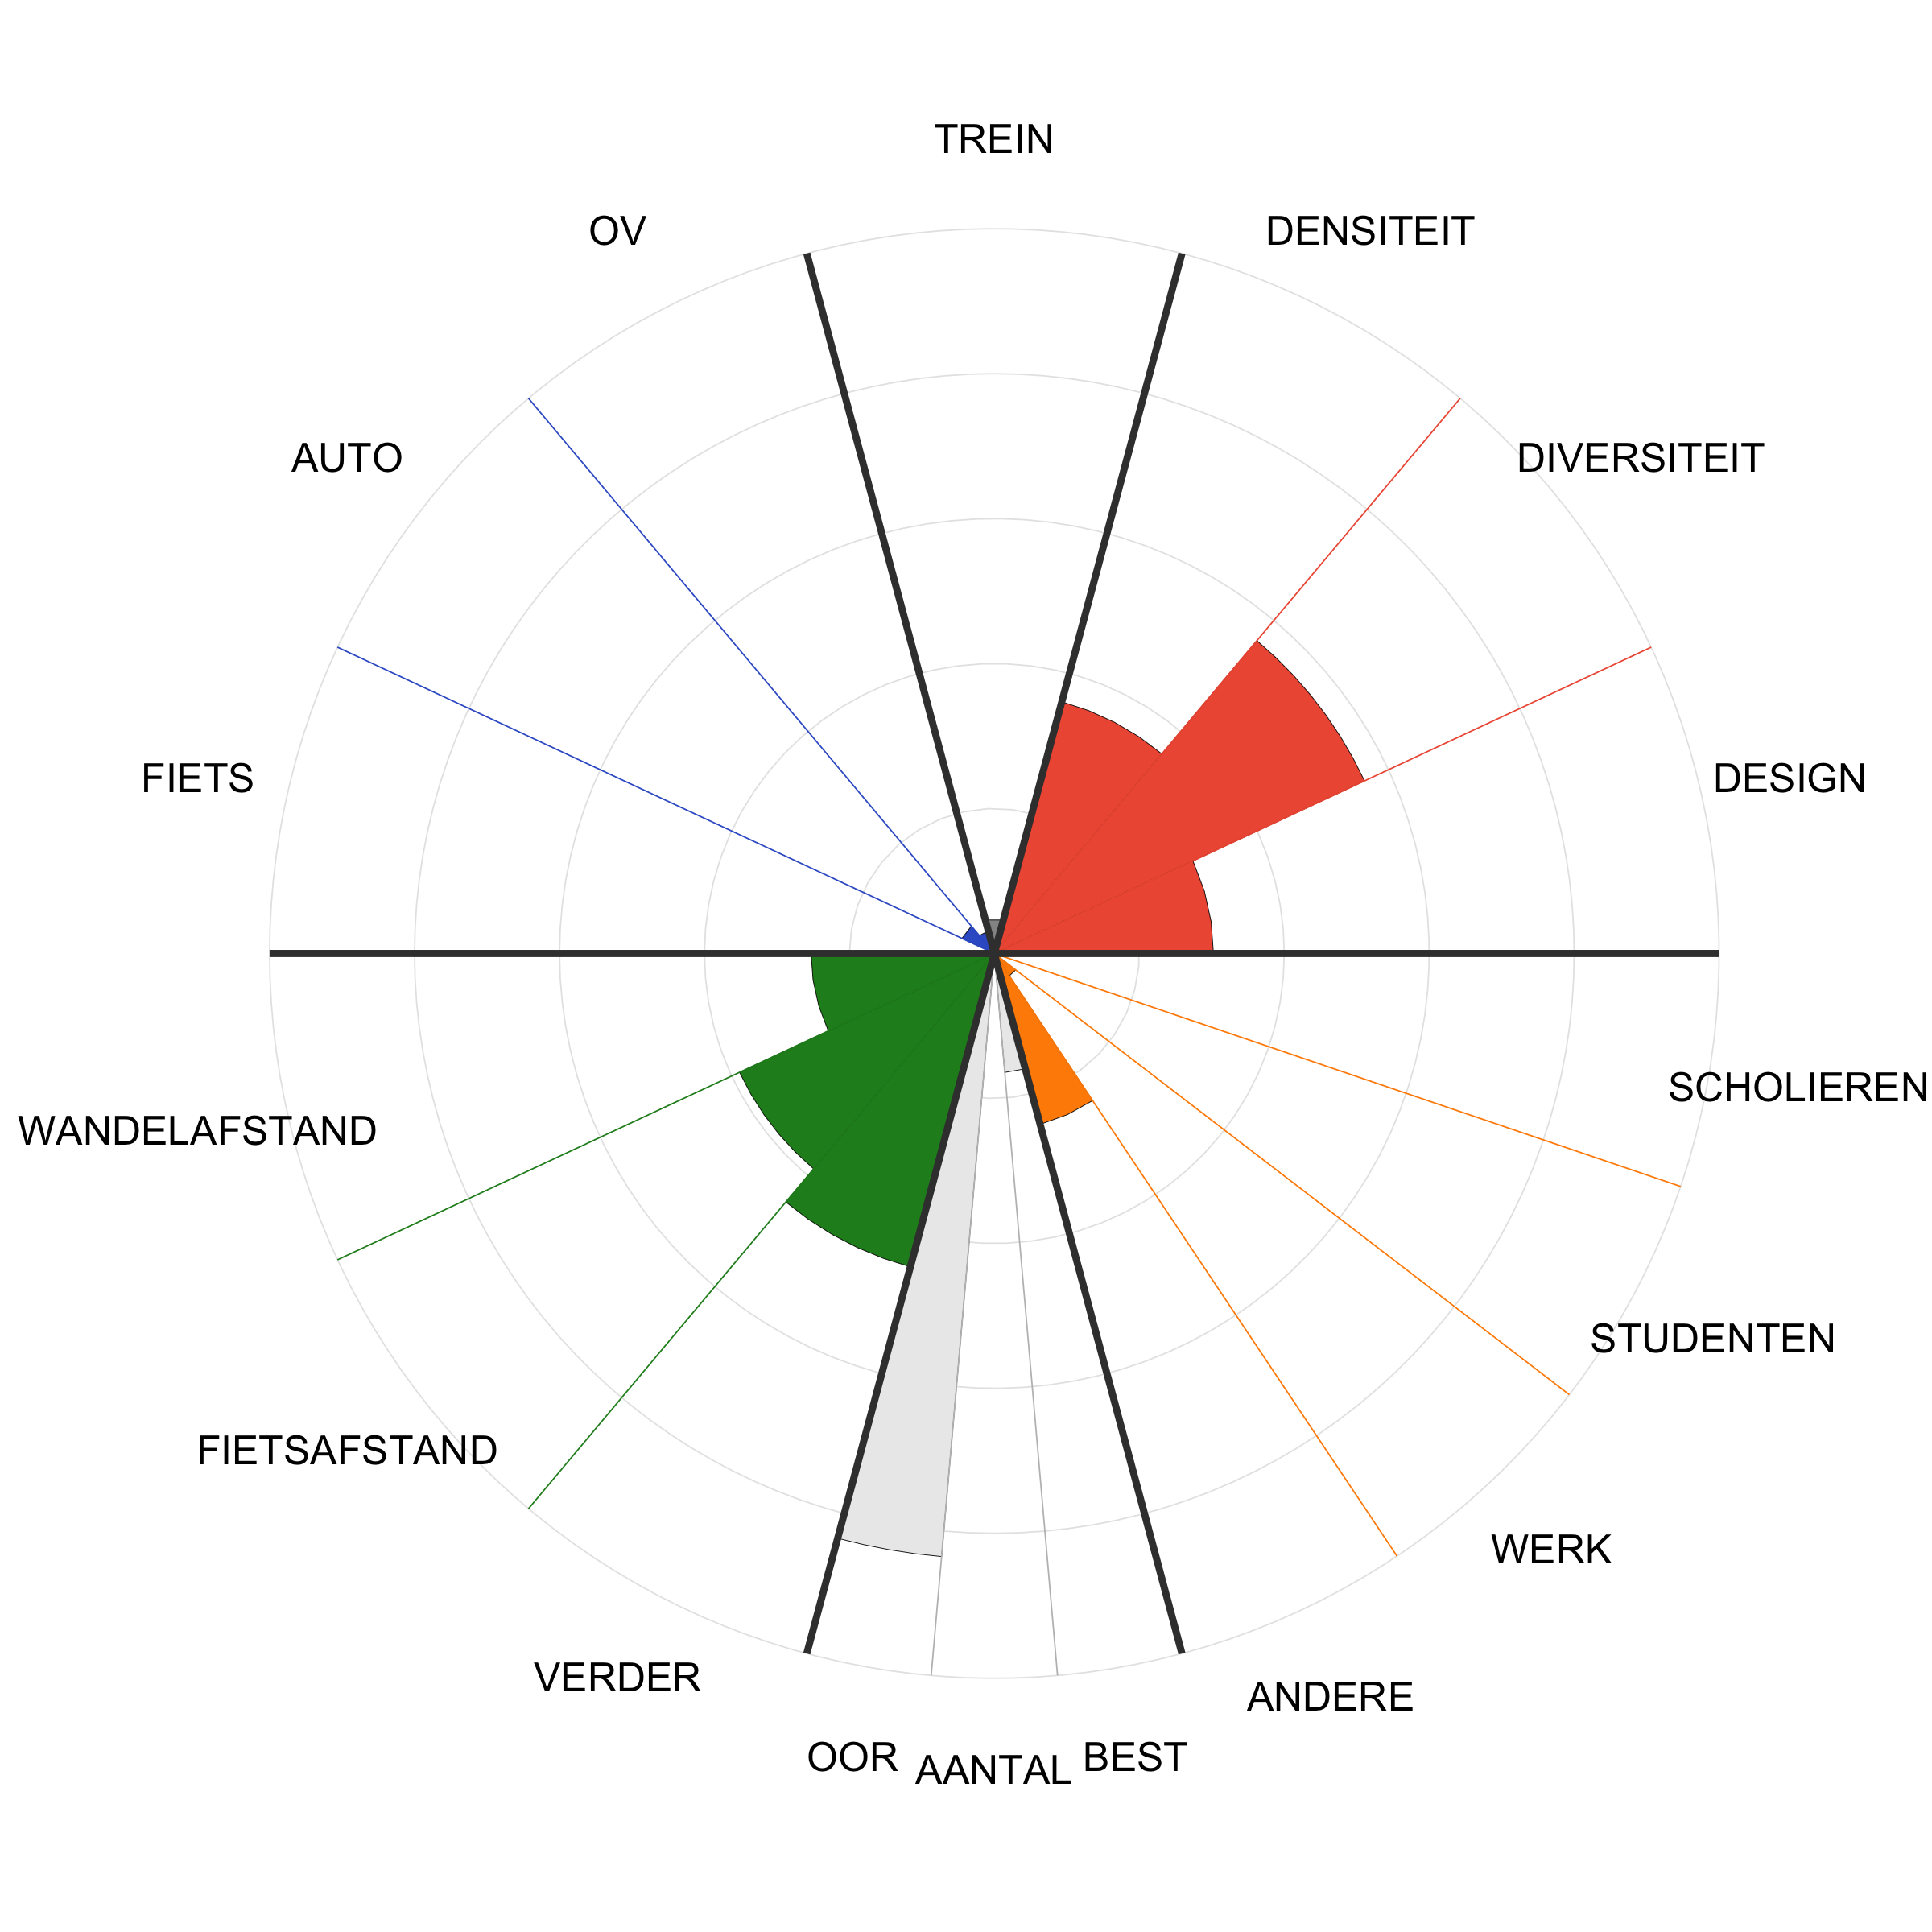 TREIN
OV
DENSITEIT
AUTO
DIVERSITEIT
FIETS
DESIGN
SCHOLIEREN
WANDELAFSTAND
STUDENTEN
FIETSAFSTAND
WERK
VERDER
ANDERE
OOR
AANTAL
BEST